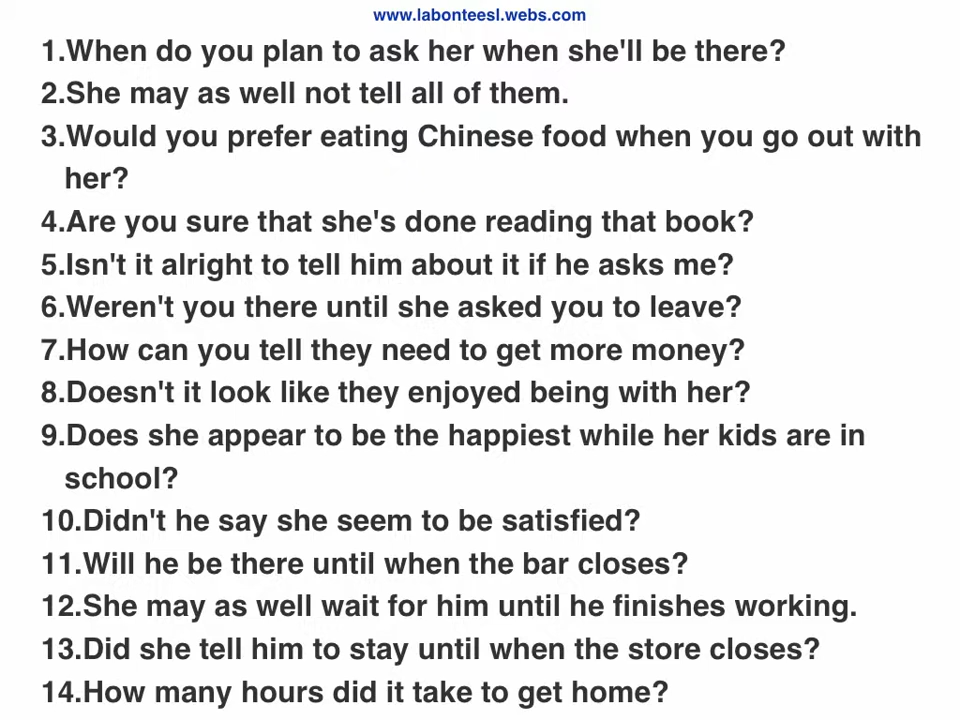 www.labonteesl.webs.com
1.When do you plan to ask her when she'll be there?
2.She may as well not tell all of them.
3.Would you prefer eating Chinese food when you go out with
her?
4.Are you sure that she's done reading that book?
5.Isn't it alright to tell him about it if he asks me?
6.Weren't you there until she asked you to leave?
7.How can you tell they need to get more money?
8.Doesn't it look like they enjoyed being with her?
9.Does she appear to be the happiest while her kids are in
school?
10.Didn't he say she seem to be satisfied?
11.Will he be there until when the bar closes?
12.She may as well wait for him until he finishes working.
13.Did she tell him to stay until when the store closes?
14.How many hours did it take to get home?